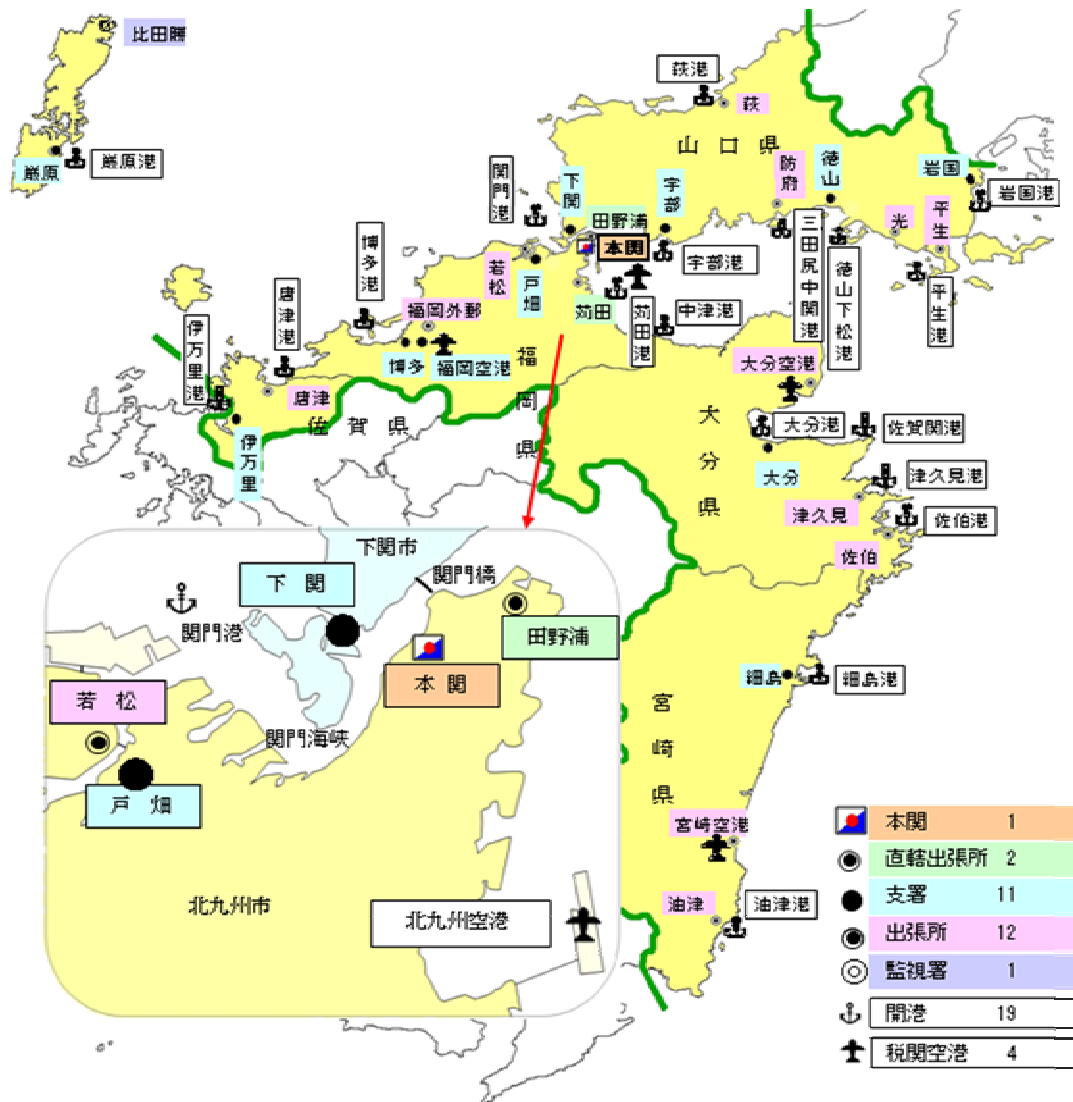 比田勝
厳原
厳原港
萩港
萩
山口県
関門港
下関
田野浦
本関
宇部
宇部港
防府
徳山
岩国
岩国港
光
平生
平生港
三田尻中関港
徳山下松港
博多港
若松
戸畑
苅田
苅田港
中津港
福岡外郵
博多
福岡空港
福岡県
唐津港
唐津
伊万里港
伊万里
佐賀県
大分空港
大分県
大分港
大分
佐賀関港
津久見港
津久見
佐伯港
佐伯
細島
細島港
宮崎県
宮崎空港
油津
油津港
下関市
下 関
関門橋
関門港
田野浦
本 関
若 松
関門海峡
戸 畑
北九州市
北九州空港
本関 1
直轄出張所 2
支署 11
出張所 12
監視署 1
開港 19
税関空港 4